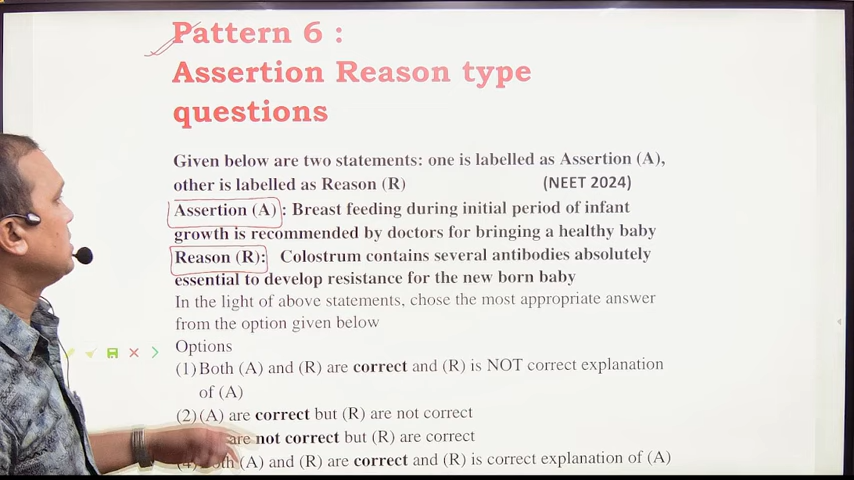 Pattern 6 :
Assertion Reason type
questions
Given below are two statements: one is labelled as Assertion (A),
other is labelled as Reason (R) (NEET 2024)
Assertion (A) : Breast feeding during initial period of infant
growth is recommended by doctors for bringing a healthy baby
Reason (R): Colostrum contains several antibodies absolutely
essential to develop resistance for the new born baby
In the light of above statements, chose the most appropriate answer
from the option given below
Options
(1) Both (A) and (R) are correct and (R) is NOT correct explanation
of (A)
(2) (A) are correct but (R) are not correct
are not correct but (R) are correct
(4) Both (A) and (R) are correct and (R) is correct explanation of (A)